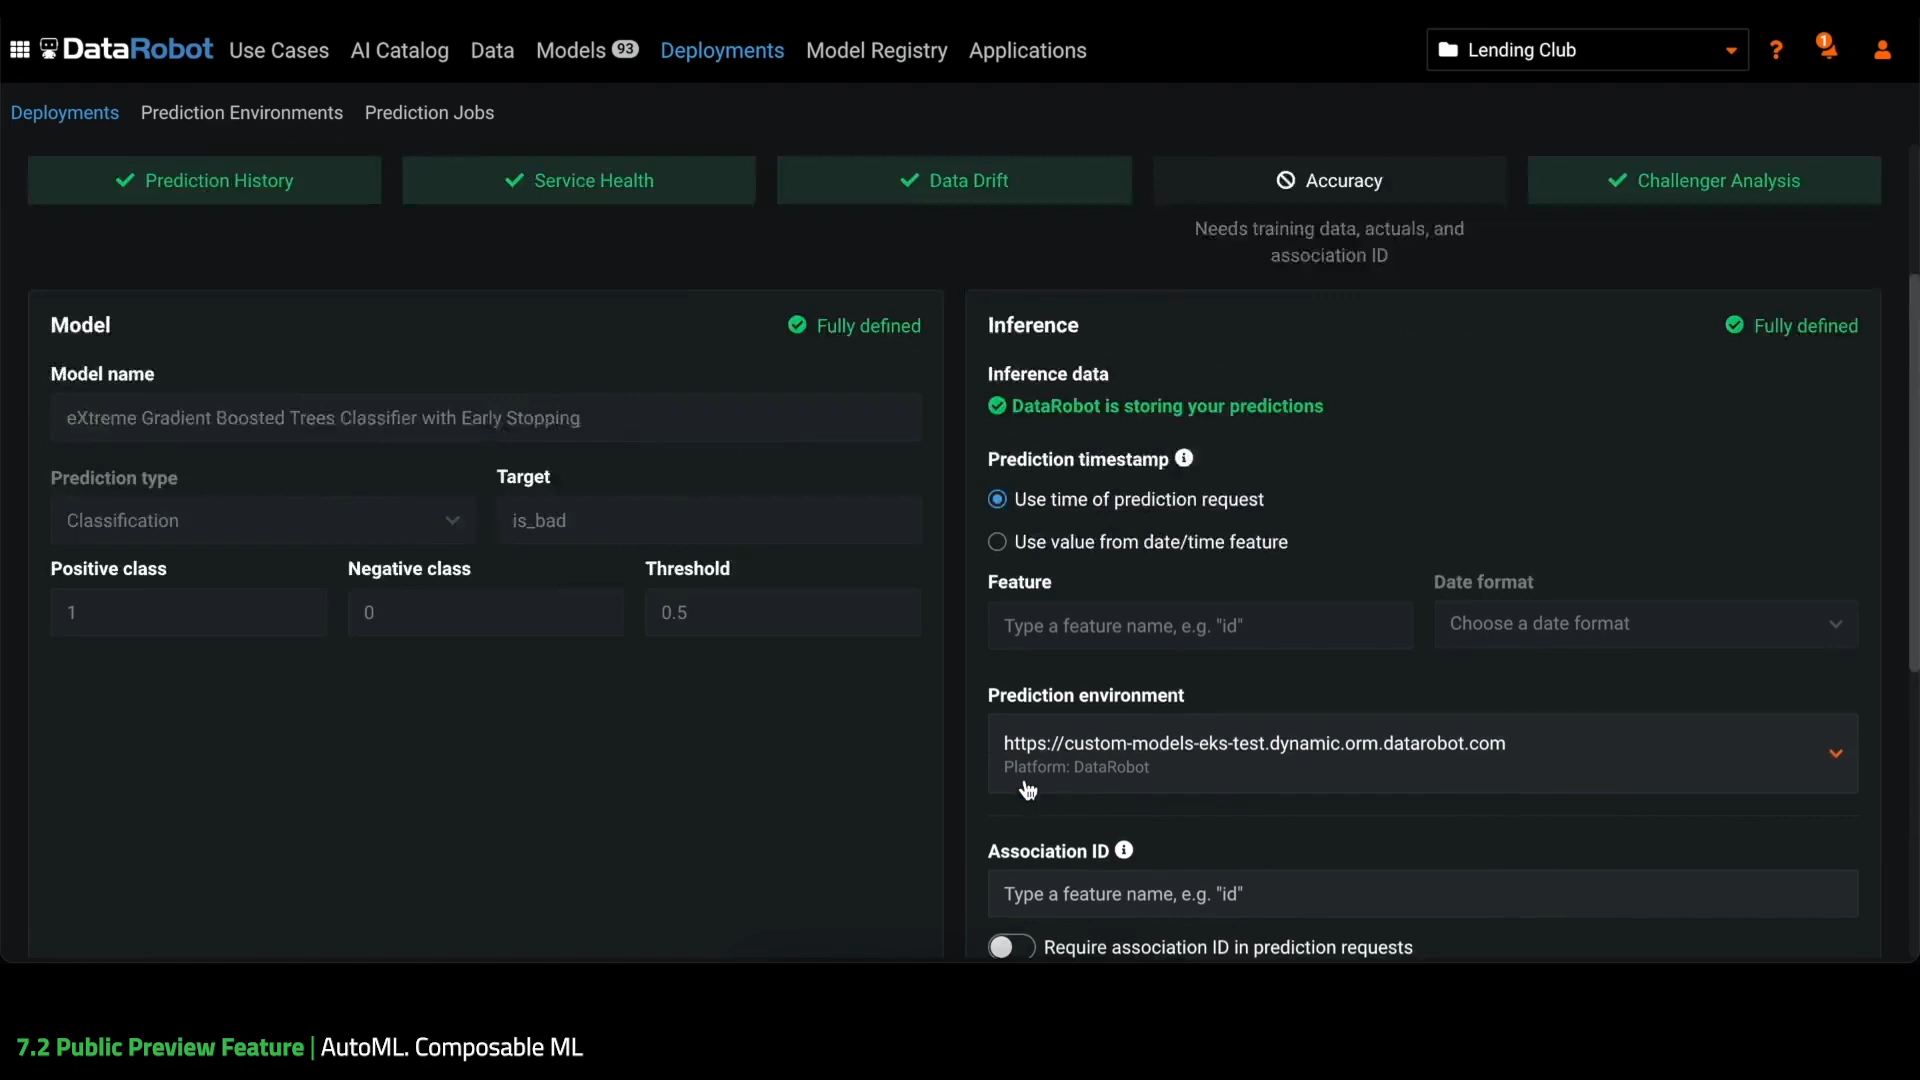 DataRobot Use Cases AI Catalog Data Models 93 Deployments Model Registry Applications Lending Club ? 1
Deployments Prediction Environments Prediction Jobs
Prediction History Service Health Data Drift Accuracy Challenger Analysis
Needs training data, actuals, and
association ID
Model Fully defined
Model name
eXtreme Gradient Boosted Trees Classifier with Early Stopping
Prediction type Target
Classification is_bad
Positive class Negative class Threshold
1 0 0.5
Inference Fully defined
Inference data
DataRobot is storing your predictions
Prediction timestamp
Use time of prediction request
Use value from date/time feature
Feature Date format
Type a feature name, e.g. "id" Choose a date format
Prediction environment
https://custom-models-eks-test.dynamic.orm.datarobot.com
Platform: DataRobot
Association ID
Type a feature name, e.g. "id"
Require association ID in prediction requests
7.2 Public Preview Feature | AutoML. Composable ML